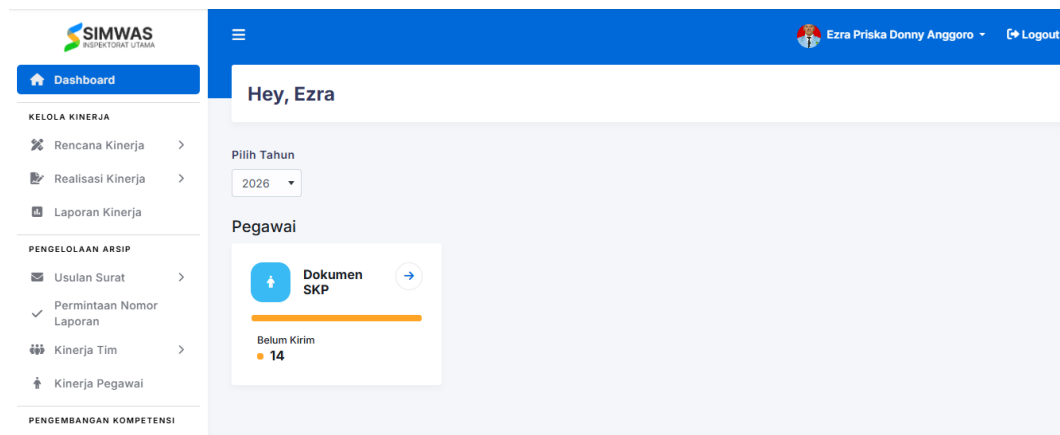 SIMWAS
INSPEKTORAT UTAMA
Ezra Priska Donny Anggoro
Logout
Dashboard
KELOLA KINERJA
Rencana Kinerja
Realisasi Kinerja
Laporan Kinerja
PENGELOLAAN ARSIP
Usulan Surat
Permintaan Nomor
Laporan
Kinerja Tim
Kinerja Pegawai
PENGEMBANGAN KOMPETENSI
Hey, Ezra
Pilih Tahun
2026
Pegawai
Dokumen
SKP
Belum Kirim
14